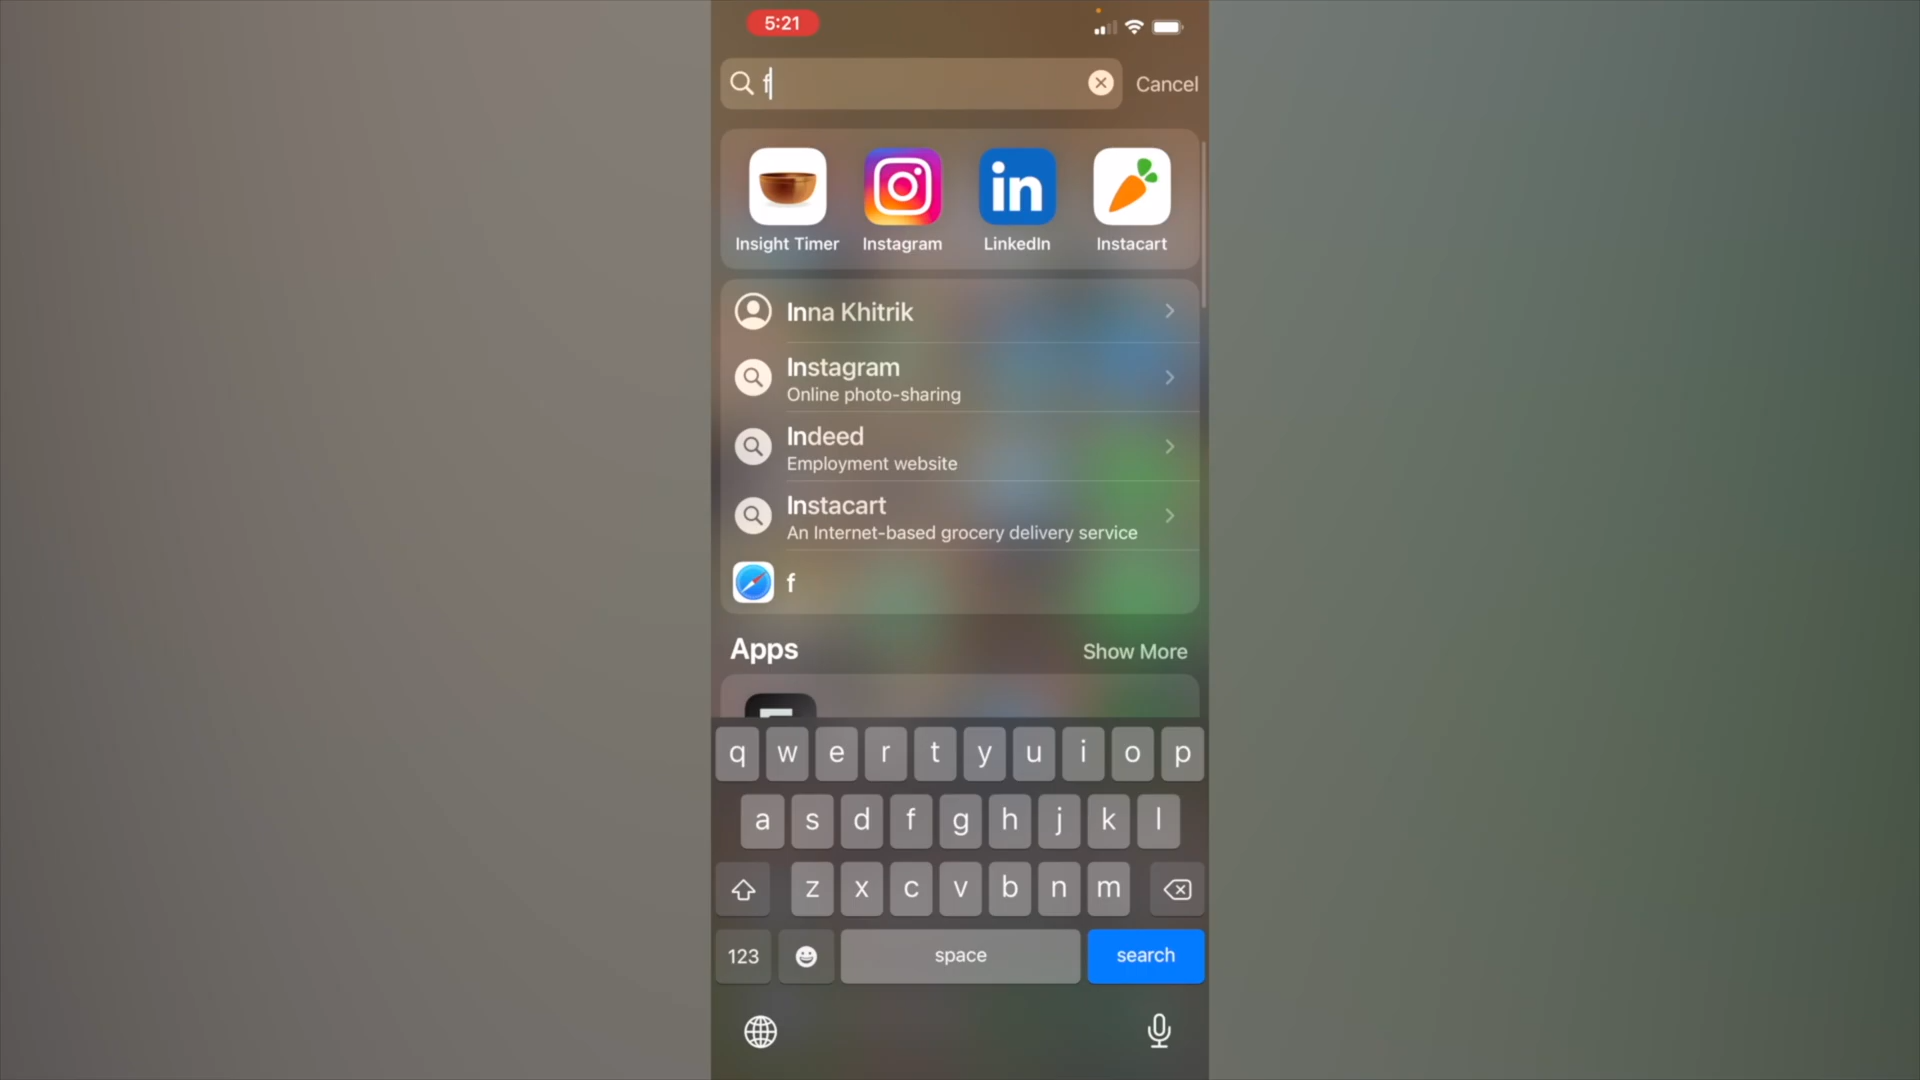 5:21
f
Cancel
in
Insight Timer
Instagram
LinkedIn
Instacart
Inna Khitrik
Instagram
Online photo-sharing
Indeed
Employment website
Instacart
An Internet-based grocery delivery service
f
Apps
Show More
q w e r t y u i o p
a s d f g h j k l
z x c v b n m
123
space
search